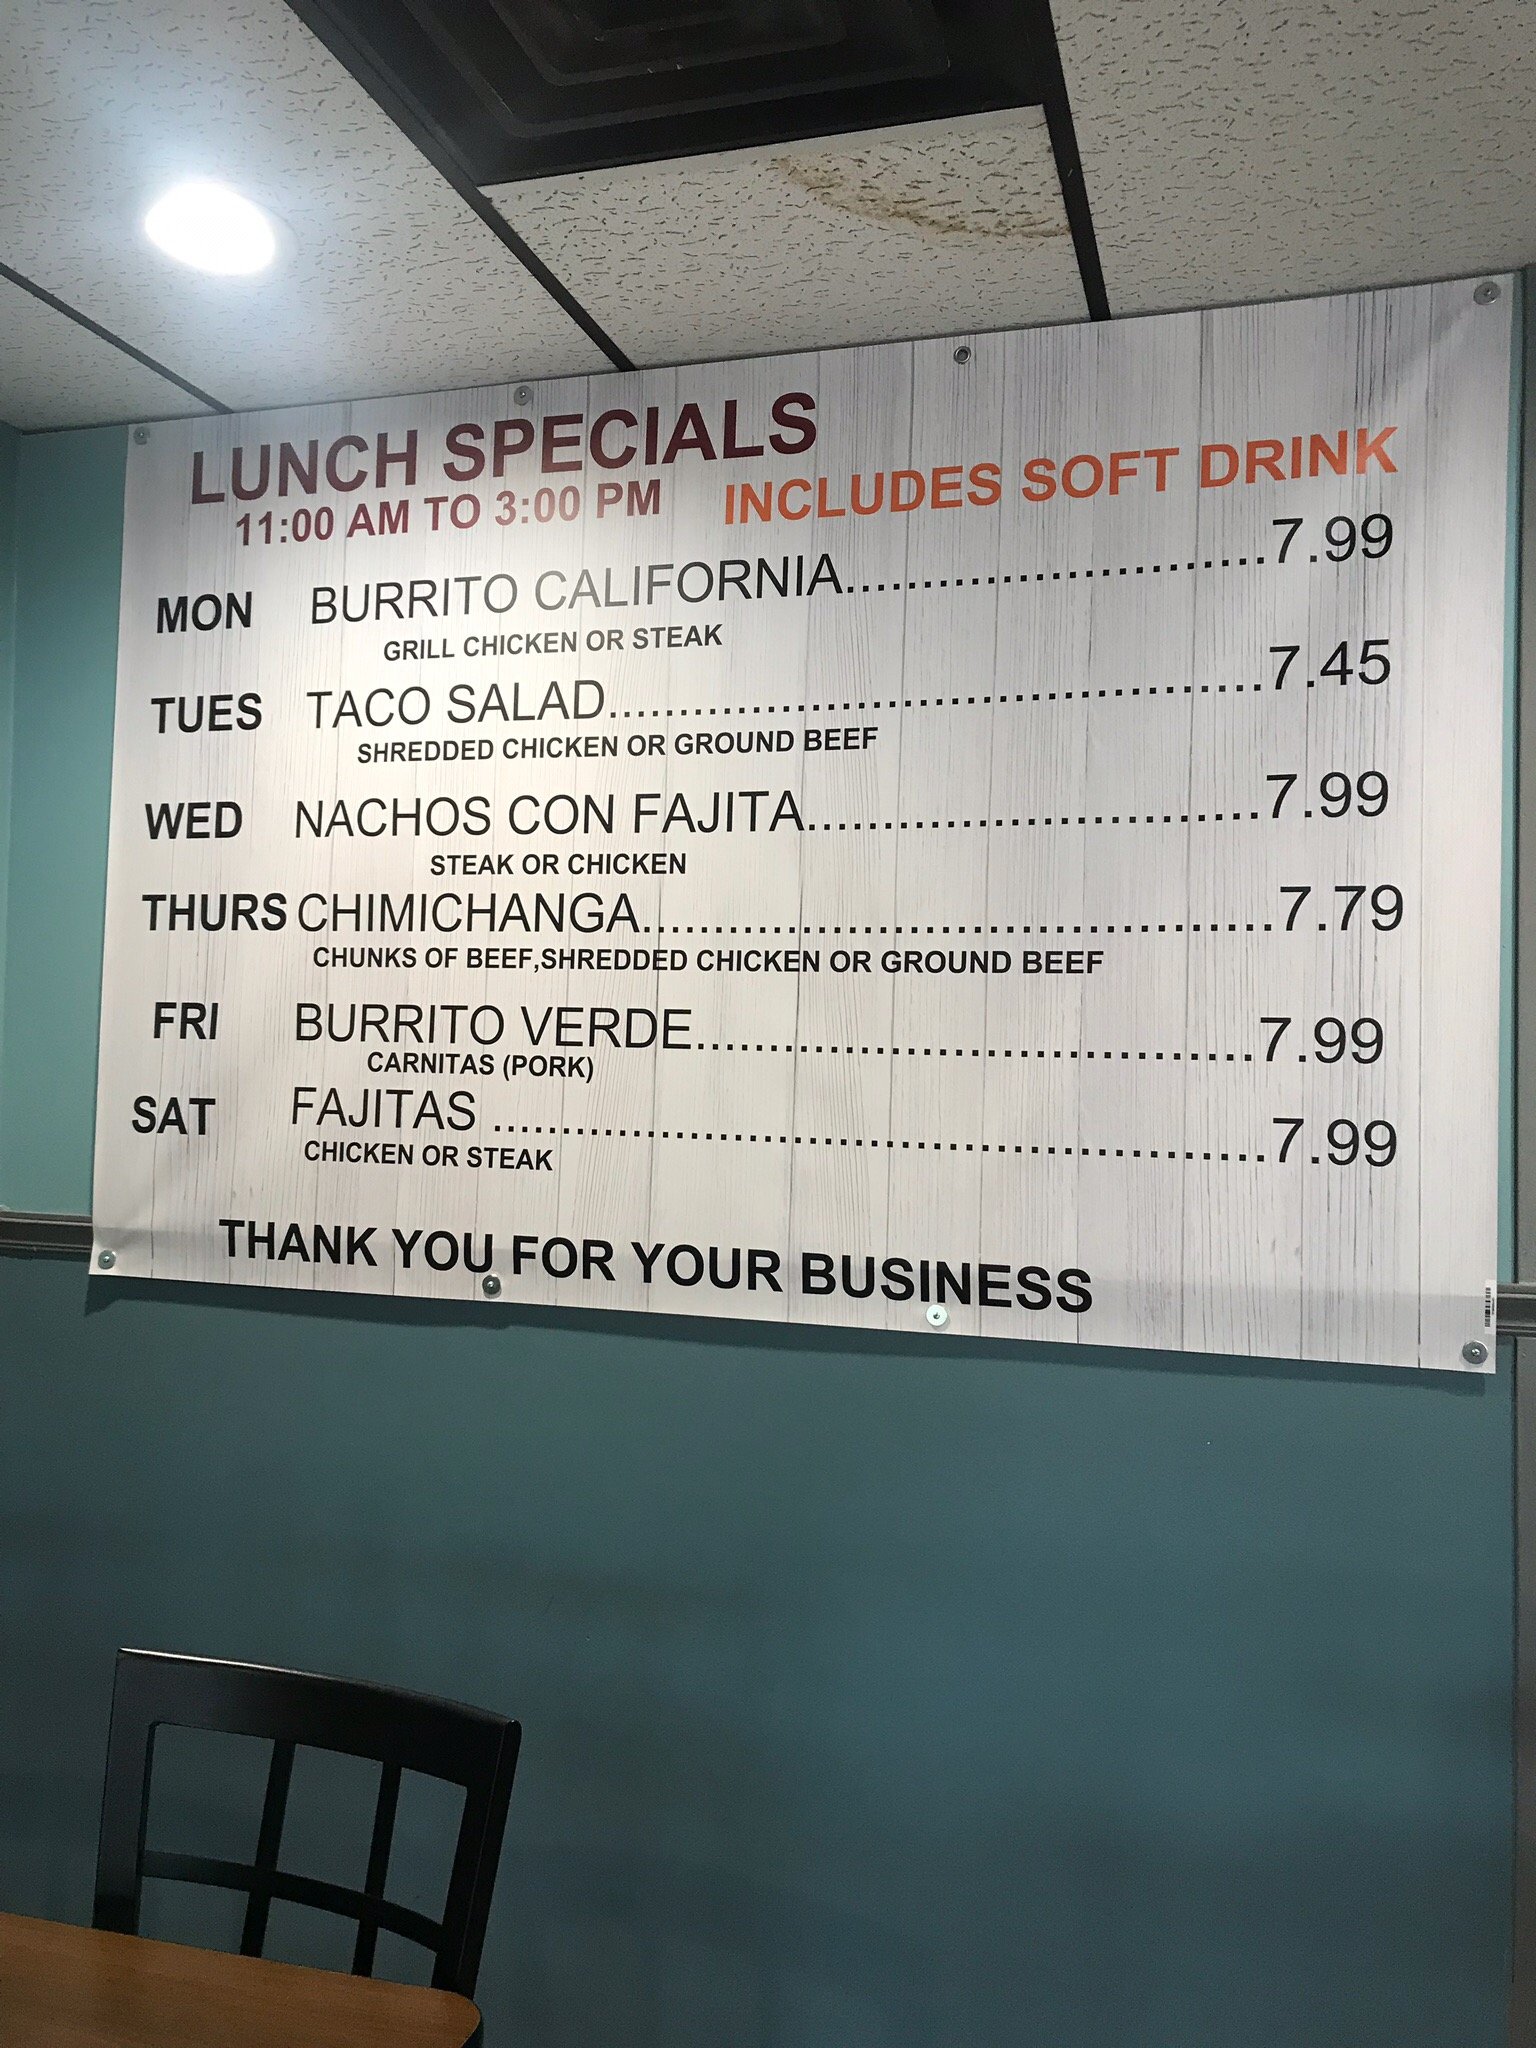 LUNCH SPECIALS
11:00 AM TO 3:00 PM INCLUDES SOFT DRINK
MON BURRITO CALIFORNIA..............................7.99
GRILL CHICKEN OR STEAK
TUES TACO SALAD..............................................7.45
SHREDDED CHICKEN OR GROUND BEEF
WED NACHOS CON FAJITA..............................7.99
STEAK OR CHICKEN
THURS CHIMICHANGA..........................................7.79
CHUNKS OF BEEF,SHREDDED CHICKEN OR GROUND BEEF
FRI BURRITO VERDE.....................................7.99
CARNITAS (PORK)
SAT FAJITAS ....................................................7.99
CHICKEN OR STEAK
THANK YOU FOR YOUR BUSINESS